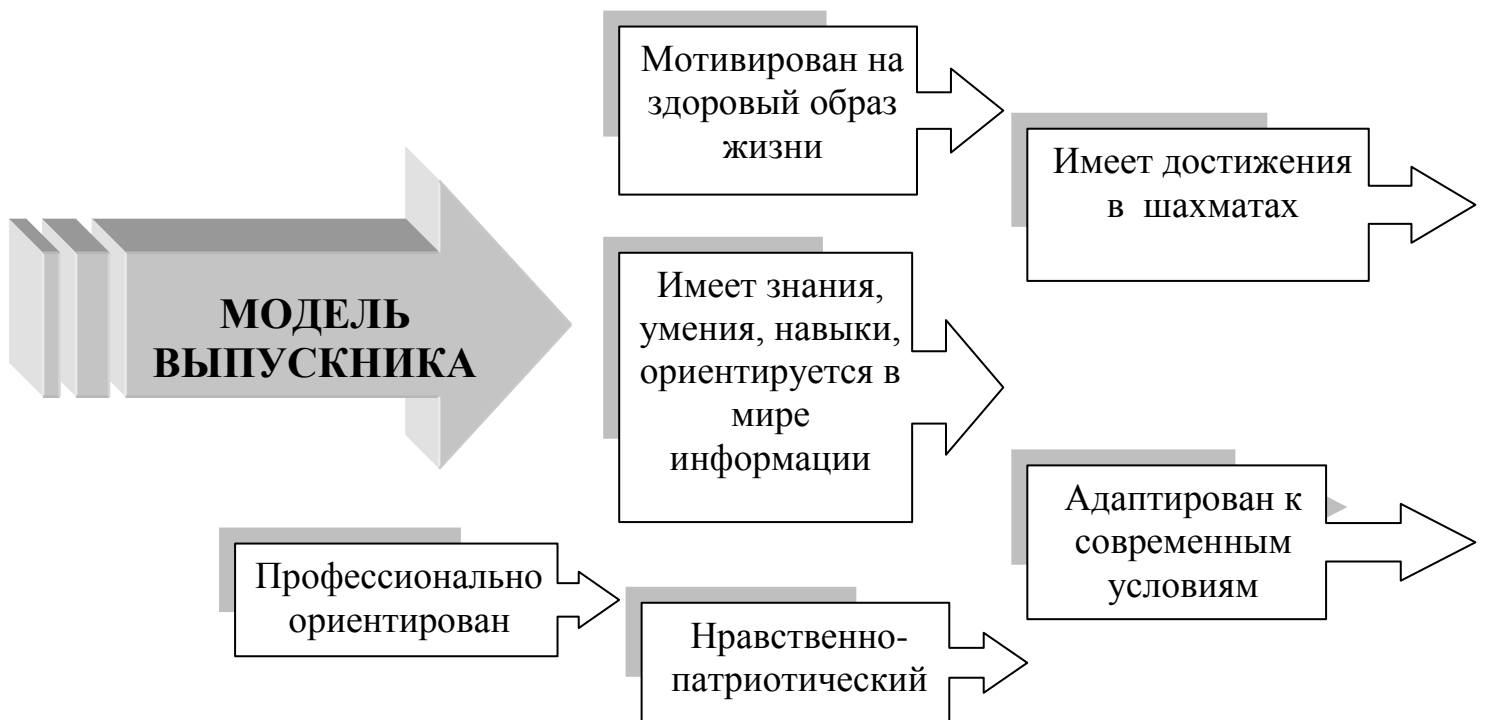 Мотивирован на
здоровый образ
жизни
Имеет достижения
в шахматах
МОДЕЛЬ
ВЫПУСКНИКА
Имеет знания,
умения, навыки,
ориентируется в
мире
информации
Адаптирован к
современным
условиям
Профессионально
ориентирован
Нравственно-
патриотический